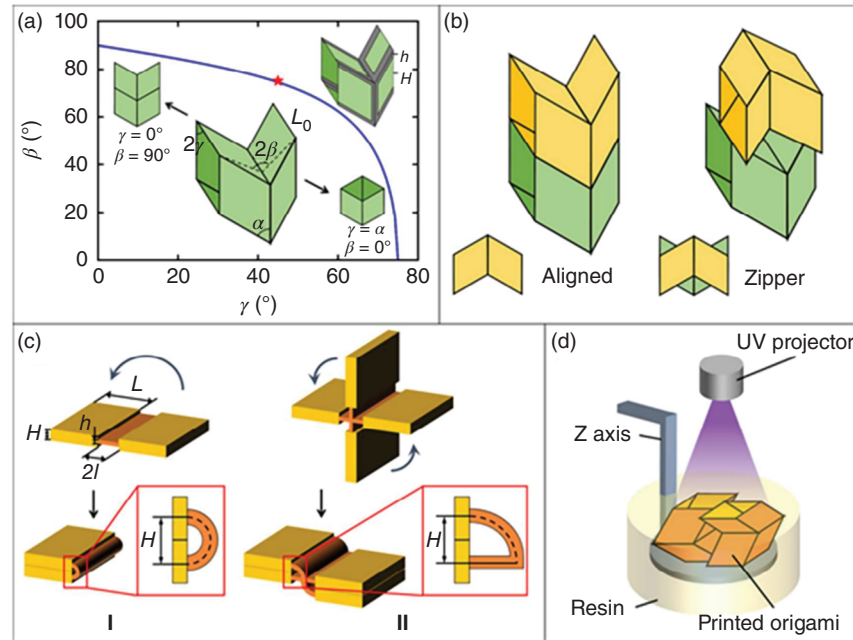 (a)
100
80
60
40
20
0
β (°)
0
20
40
60
80
γ (°)
γ = 0°
β = 90°
2γ
2β
L₀
α
h
H
γ = α
β = 0°
(b)
Aligned
Zipper
(c)
L
H
h
2l
H
I
H
II
(d)
UV projector
Z axis
Resin
Printed origami